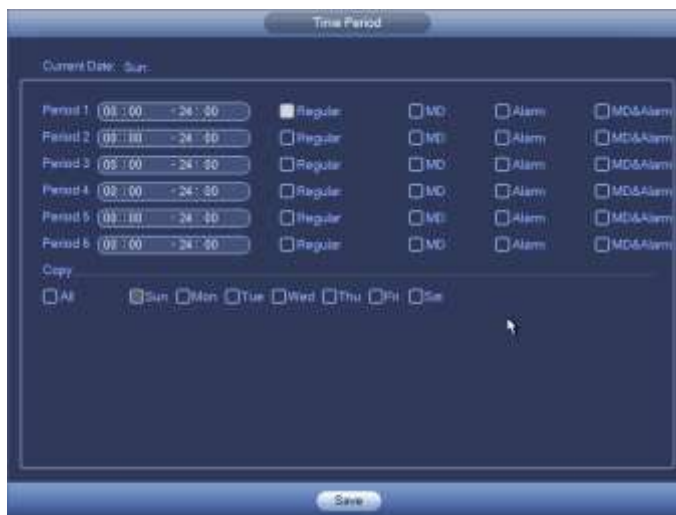 Time Period
Current Date: Sun
Period 1 00 : 00 - 24 : 00 Regular MD Alarm MD&Alarm
Period 2 00 : 00 - 24 : 00 Regular MD Alarm MD&Alarm
Period 3 00 : 00 - 24 : 00 Regular MD Alarm MD&Alarm
Period 4 00 : 00 - 24 : 00 Regular MD Alarm MD&Alarm
Period 5 00 : 00 - 24 : 00 Regular MD Alarm MD&Alarm
Period 6 00 : 00 - 24 : 00 Regular MD Alarm MD&Alarm
Copy
All Sun Mon Tue Wed Thu Fri Sat
Save